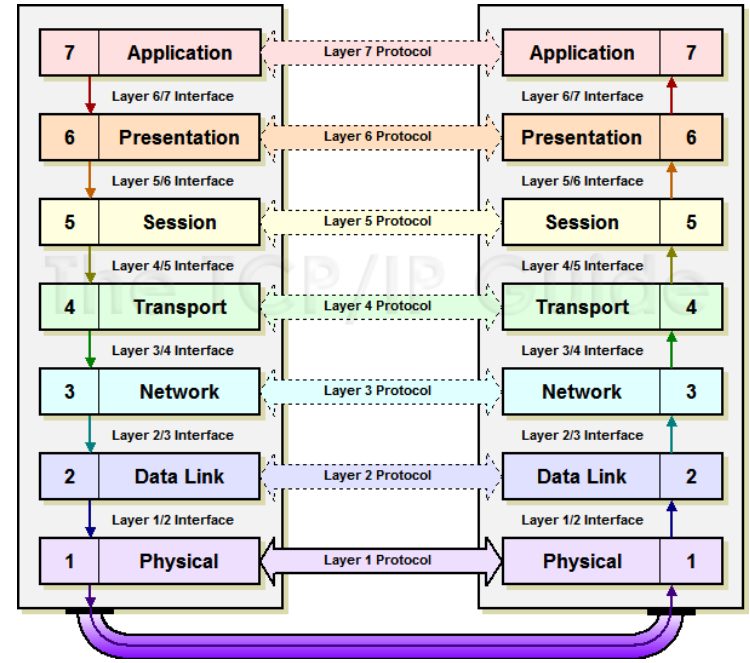 7 Application Layer 7 Protocol Application 7
Layer 6/7 Interface Layer 6/7 Interface
6 Presentation Layer 6 Protocol Presentation 6
Layer 5/6 Interface Layer 5/6 Interface
5 Session Layer 5 Protocol Session 5
Layer 4/5 Interface Layer 4/5 Interface
The TCP/IP Guide
4 Transport Layer 4 Protocol Transport 4
Layer 3/4 Interface Layer 3/4 Interface
3 Network Layer 3 Protocol Network 3
Layer 2/3 Interface Layer 2/3 Interface
2 Data Link Layer 2 Protocol Data Link 2
Layer 1/2 Interface Layer 1/2 Interface
1 Physical Layer 1 Protocol Physical 1